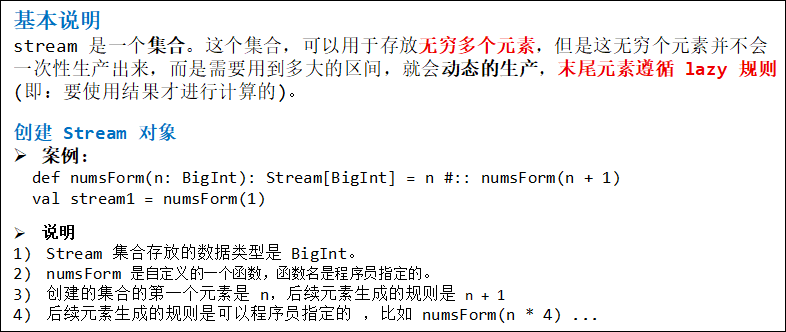 基本说明
stream 是一个集合。这个集合，可以用于存放无穷多个元素，但是这无穷个元素并不会
一次性生产出来，而是需要用到多大的区间，就会动态的生产，末尾元素遵循 lazy 规则
(即：要使用结果才进行计算的)。
创建 Stream 对象
➢ 案例：
def numsForm(n: BigInt): Stream[BigInt] = n #:: numsForm(n + 1)
val stream1 = numsForm(1)
➢ 说明
1) Stream 集合存放的数据类型是 BigInt。
2) numsForm 是自定义的一个函数，函数名是程序员指定的。
3) 创建的集合的第一个元素是 n，后续元素生成的规则是 n + 1
4) 后续元素生成的规则是可以程序员指定的 ，比如 numsForm(n * 4) ...